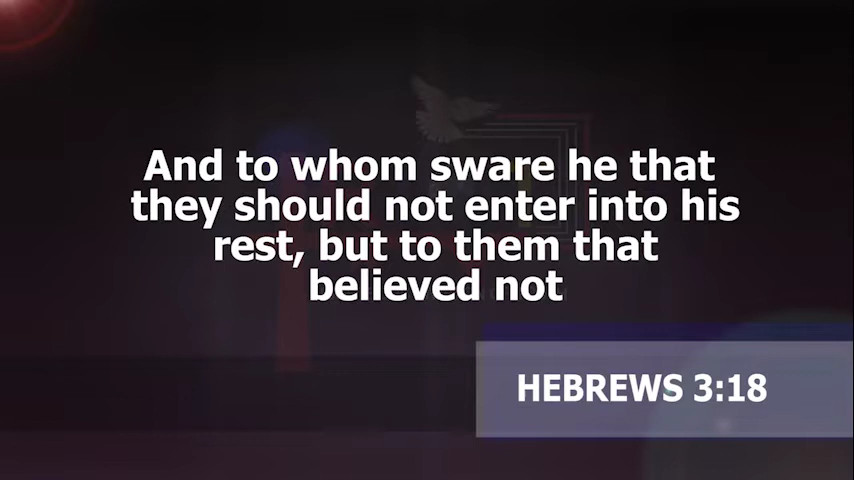 And to whom sware he that
they should not enter into his
rest, but to them that
believed not
HEBREWS 3:18